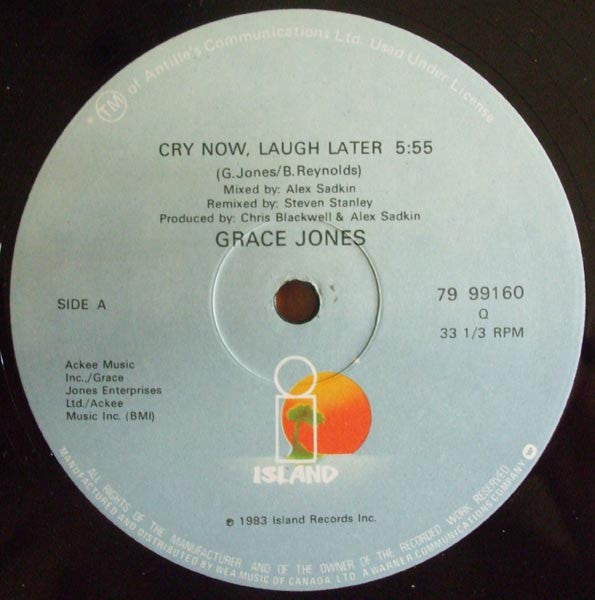 * TM of Antilles Communications Ltd. Used Under License
CRY NOW, LAUGH LATER 5:55
(G.Jones/B.Reynolds)
Mixed by: Alex Sadkin
Remixed by: Steven Stanley
Produced by: Chris Blackwell & Alex Sadkin
GRACE JONES
SIDE A
79 99160
Q
33 1/3 RPM
Ackee Music
Inc.,/Grace
Jones Enterprises
Ltd./Ackee
Music Inc. (BMI)
ISLAND
℗ 1983 Island Records Inc.
ALL RIGHTS OF THE MANUFACTURER AND OF THE OWNER OF THE RECORDED WORK RESERVED
MANUFACTURED AND DISTRIBUTED BY WEA MUSIC OF CANADA, LTD. A WARNER COMMUNICATIONS COMPANY